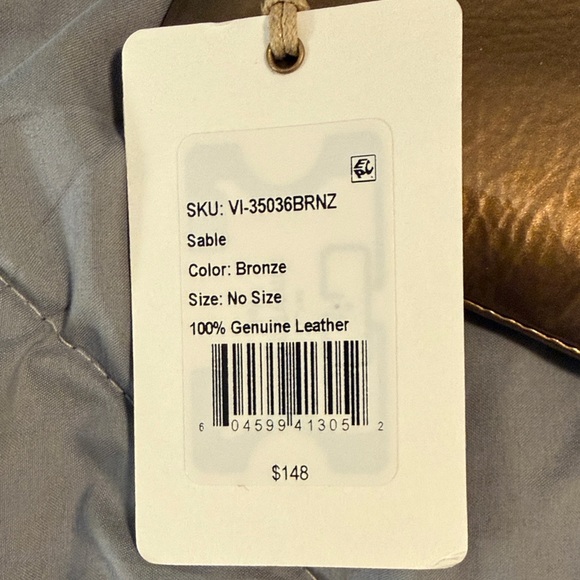 SKU: VI-35036BRNZ
Sable
Color: Bronze
Size: No Size
100% Genuine Leather
6 04599 41305 2
$148